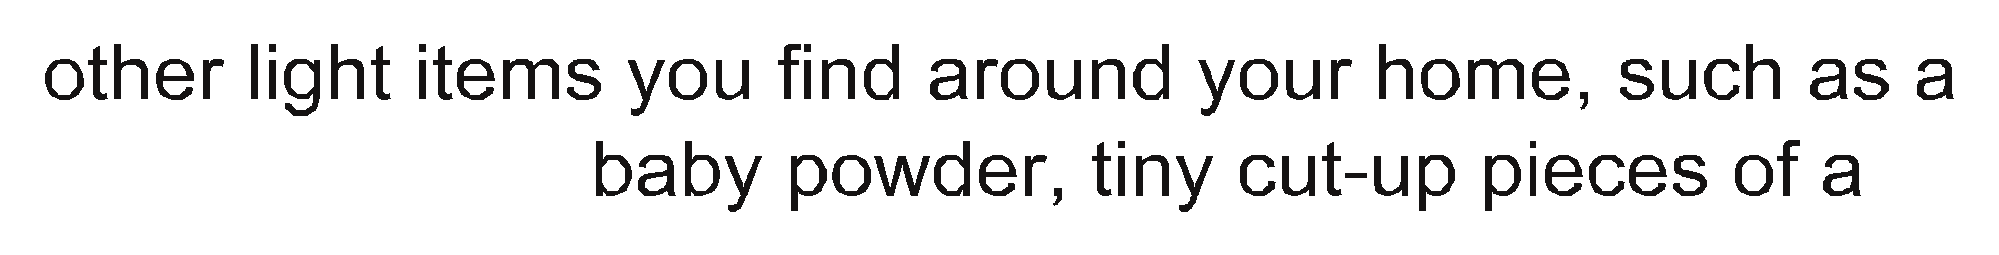 other light items you find around your home, such as a
baby powder, tiny cut-up pieces of a